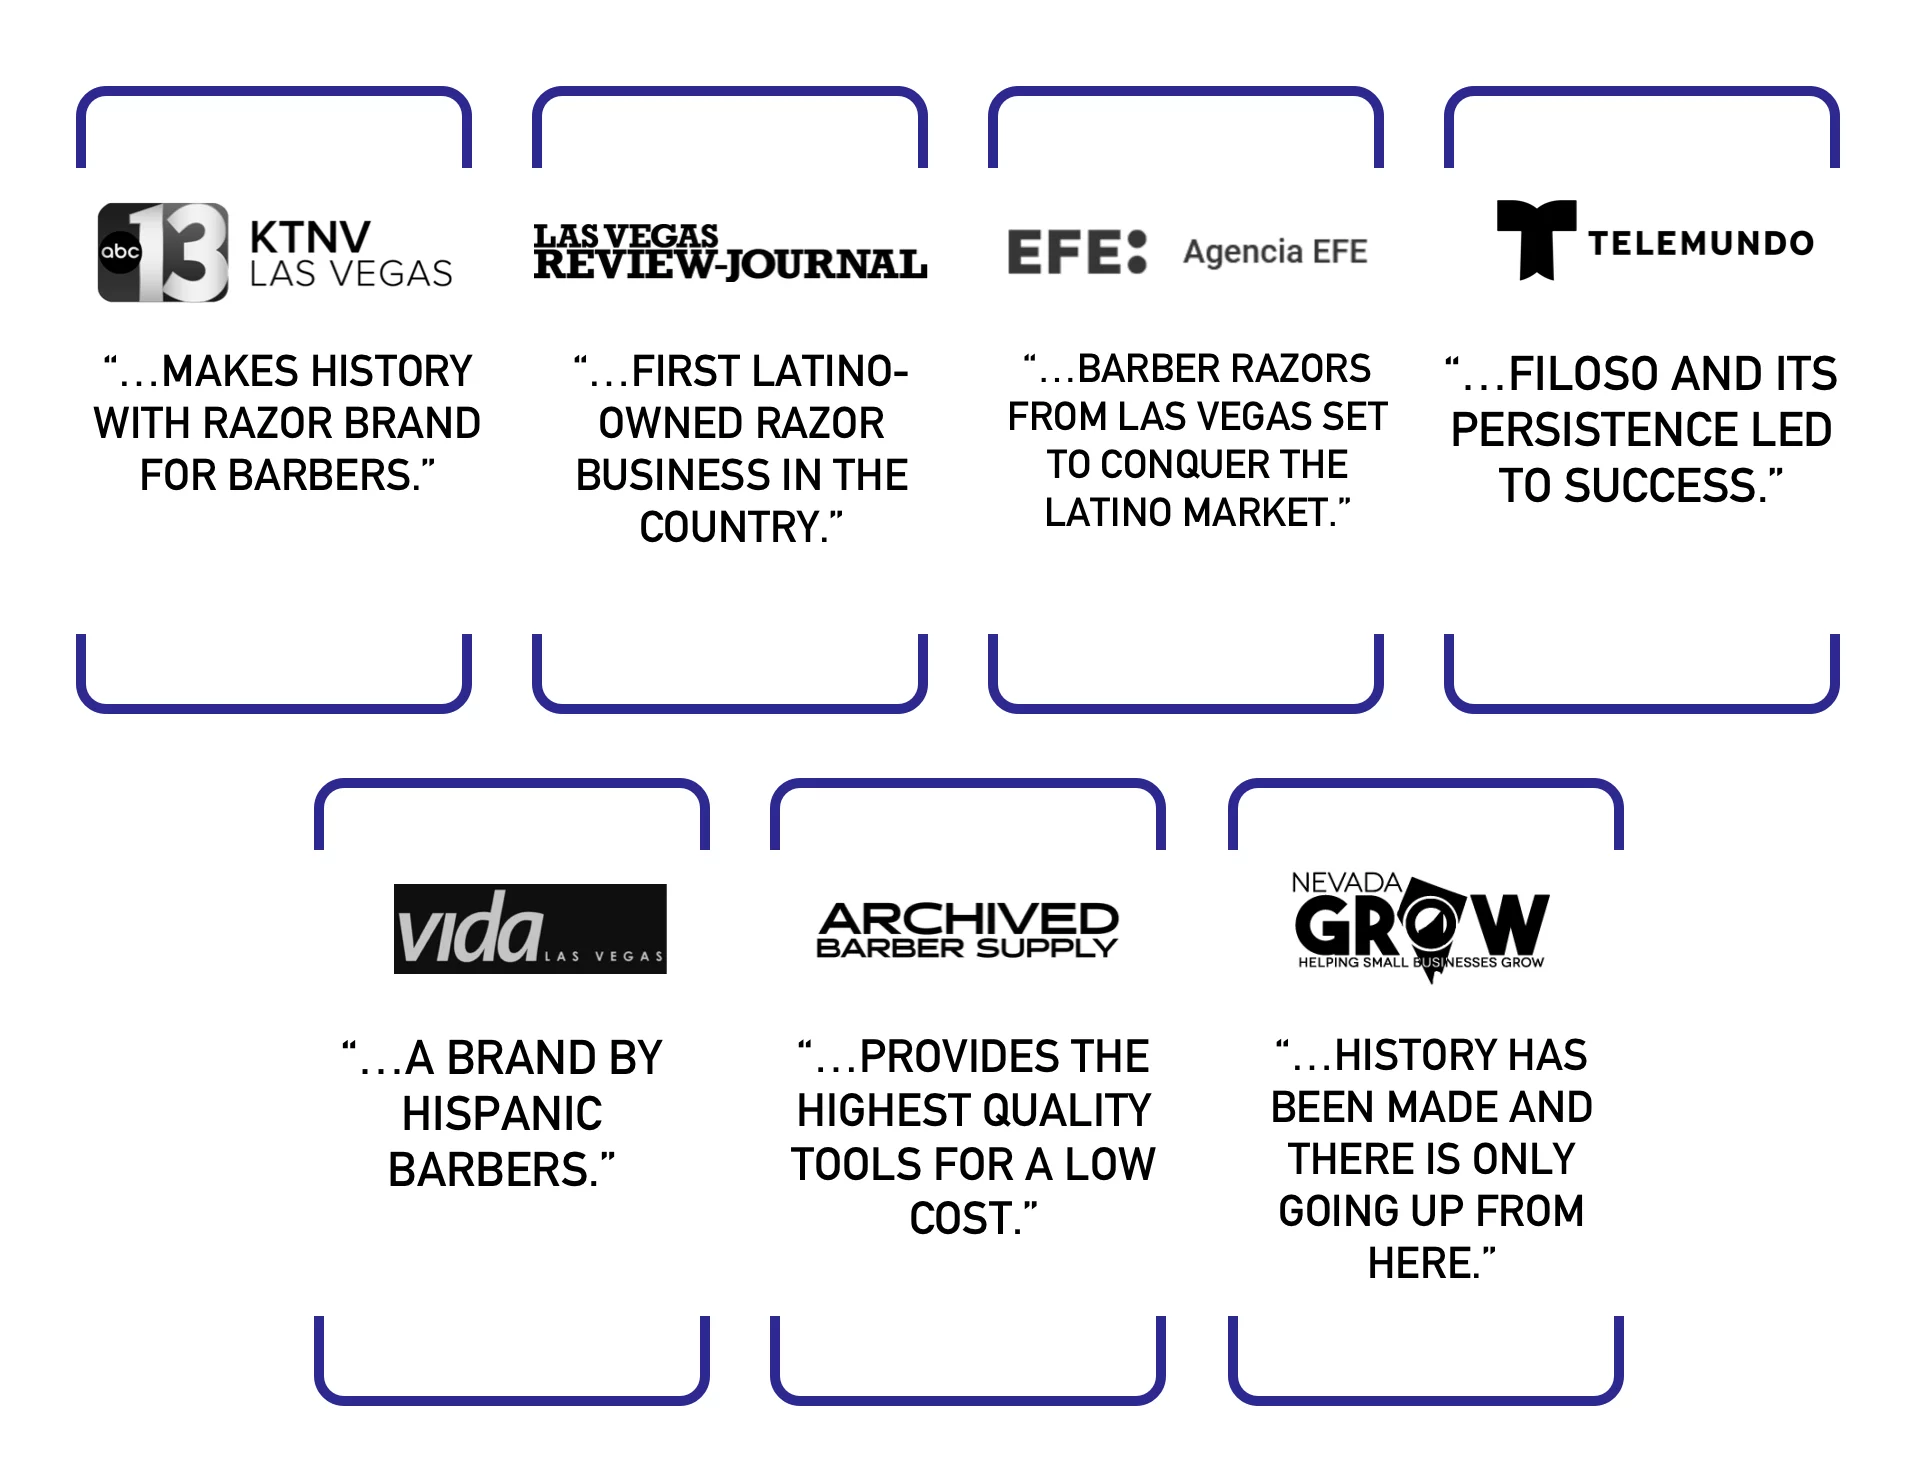 abc 13 KTNV
LAS VEGAS
“...MAKES HISTORY
WITH RAZOR BRAND
FOR BARBERS.”
LAS VEGAS
REVIEW-JOURNAL
“...FIRST LATINO-
OWNED RAZOR
BUSINESS IN THE
COUNTRY.”
EFE: Agencia EFE
“...BARBER RAZORS
FROM LAS VEGAS SET
TO CONQUER THE
LATINO MARKET.”
TELEMUNDO
“...FILOSO AND ITS
PERSISTENCE LED
TO SUCCESS.”
vida LAS VEGAS
“...A BRAND BY
HISPANIC
BARBERS.”
ARCHIVED
BARBER SUPPLY
“...PROVIDES THE
HIGHEST QUALITY
TOOLS FOR A LOW
COST.”
NEVADA
GROW
HELPING SMALL BUSINESSES GROW
“...HISTORY HAS
BEEN MADE AND
THERE IS ONLY
GOING UP FROM
HERE.”